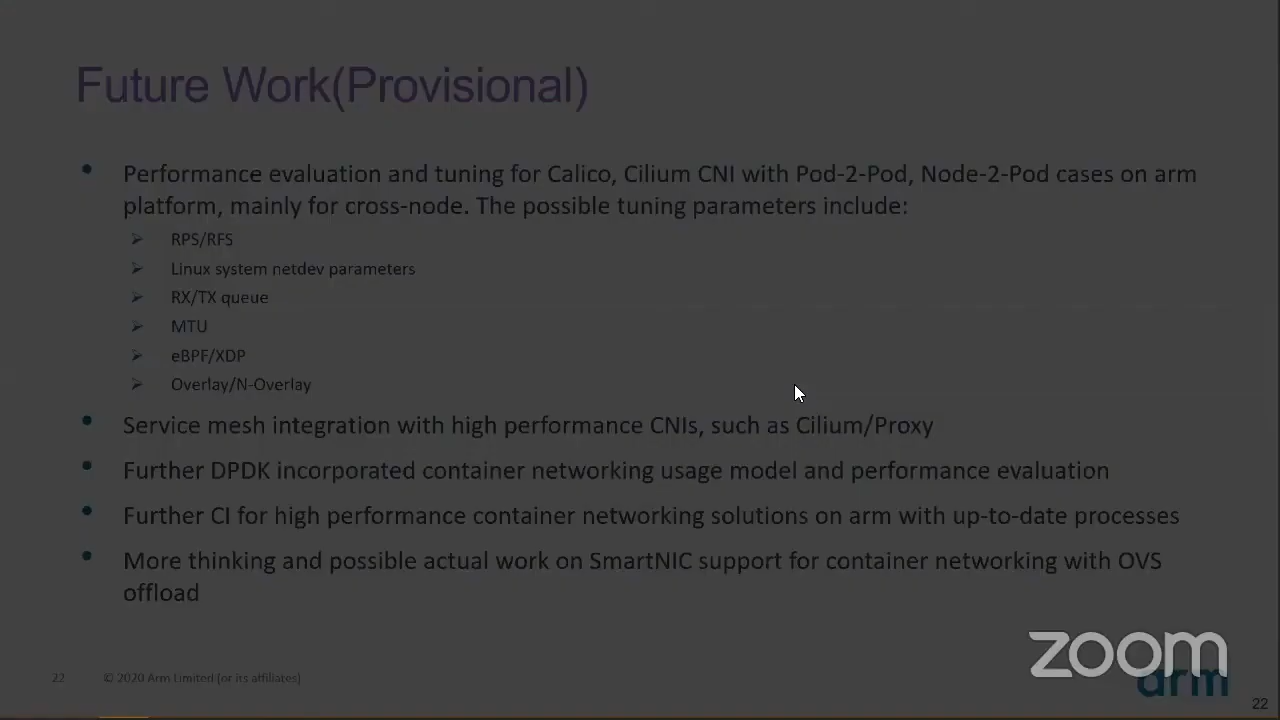 Future Work(Provisional)
• Performance evaluation and tuning for Calico, Cilium CNI with Pod-2-Pod, Node-2-Pod cases on arm
platform, mainly for cross-node. The possible tuning parameters include:
➢ RPS/RFS
➢ Linux system netdev parameters
➢ RX/TX queue
➢ MTU
➢ eBPF/XDP
➢ Overlay/N-Overlay
• Service mesh integration with high performance CNIs, such as Cilium/Proxy
• Further DPDK incorporated container networking usage model and performance evaluation
• Further CI for high performance container networking solutions on arm with up-to-date processes
• More thinking and possible actual work on SmartNIC support for container networking with OVS
offload
zoom
22 © 2020 Arm Limited (or its affiliates)
arm
22